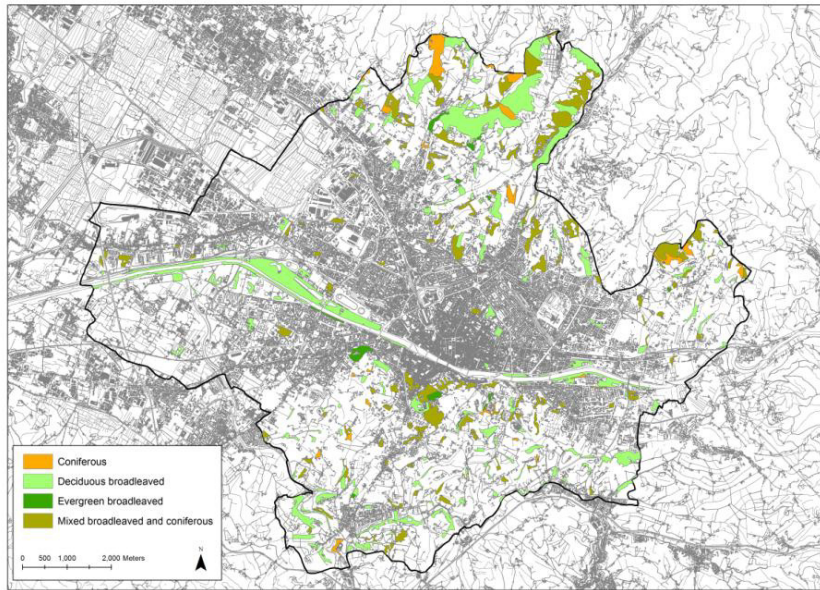 Coniferous
Deciduous broadleaved
Evergreen broadleaved
Mixed broadleaved and coniferous
0 500 1,000 2,000 Meters
N